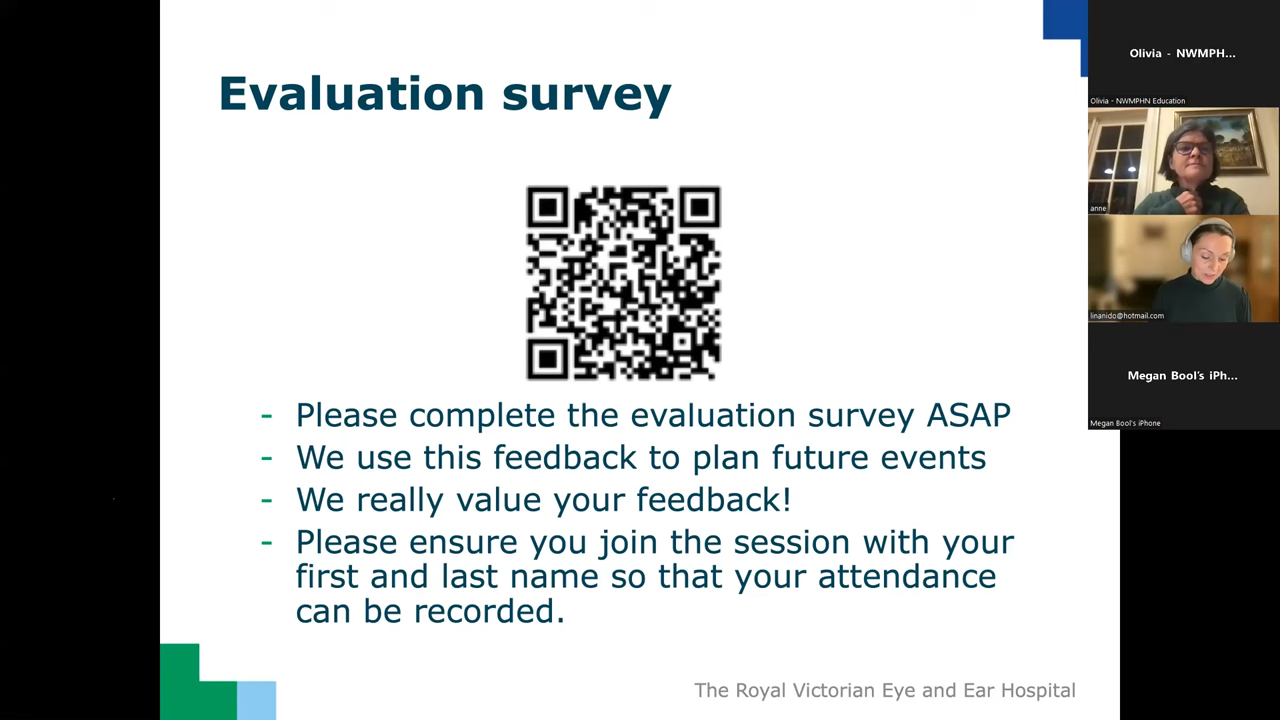 Evaluation survey
- Please complete the evaluation survey ASAP
- We use this feedback to plan future events
- We really value your feedback!
- Please ensure you join the session with your
first and last name so that your attendance
can be recorded.
The Royal Victorian Eye and Ear Hospital
Olivia - NWMPH...
Olivia - NWMPHN Education
anne
linanido@hotmail.com
Megan Bool's iPh...
Megan Bool's iPhone